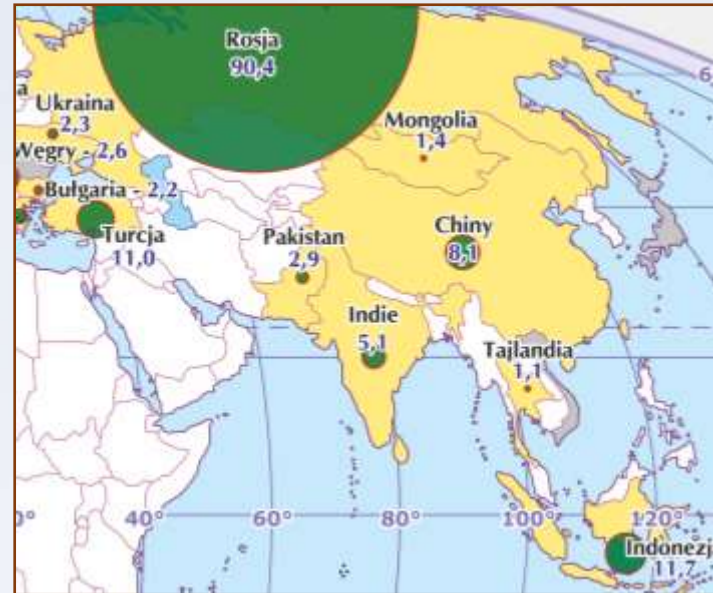 Rosja
90,4
a
Ukraina
2,3
Węgry - 2,6
Bułgaria - 2,2
Turcja
11,0
Mongolia
1,4
Pakistan
2,9
Chiny
8,1
Indie
5,1
Tajlandia
1,1
0°
40°
60°
80°
100°
120°
Indonezj
11,7
6